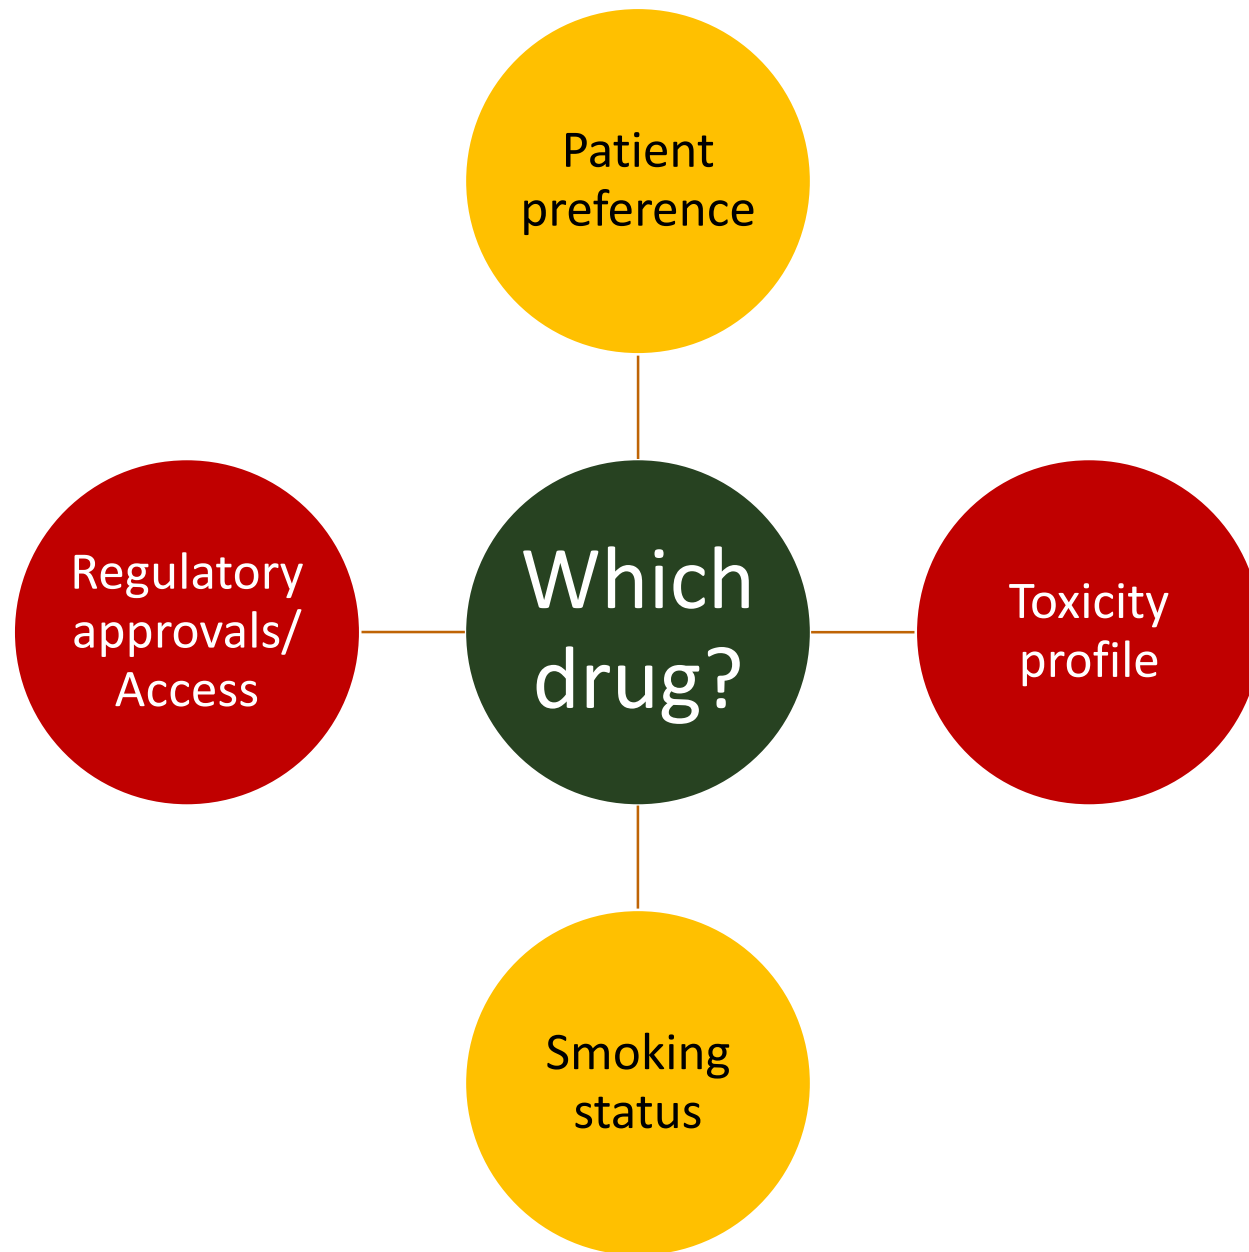 Patient
preference
Regulatory
approvals/
Access
Which
drug?
Toxicity
profile
Smoking
status